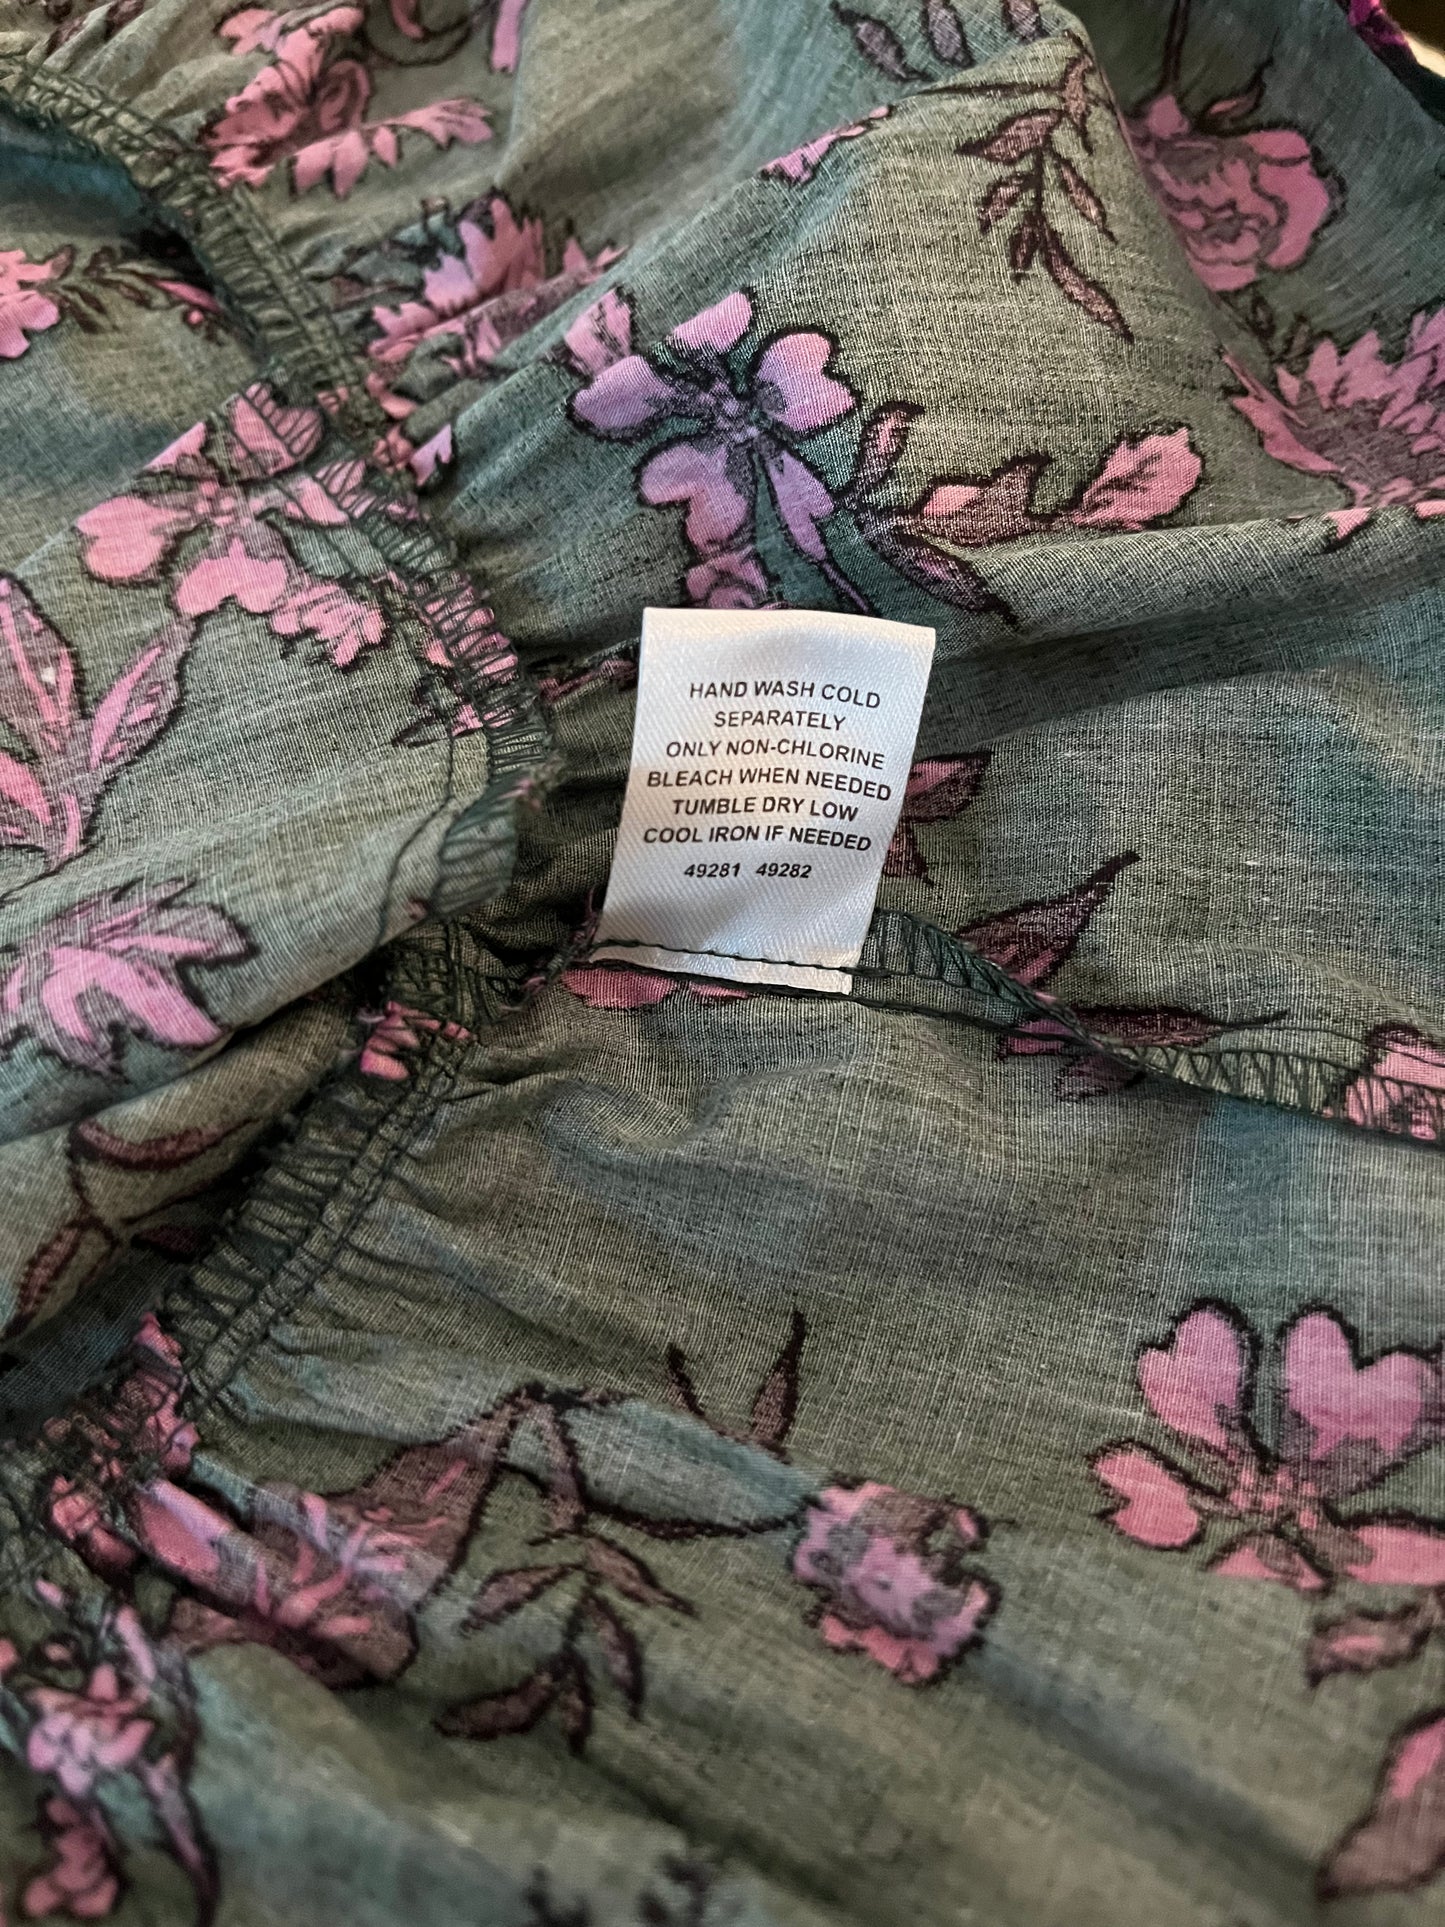 HAND WASH COLD
SEPARATELY
ONLY NON-CHLORINE
BLEACH WHEN NEEDED
TUMBLE DRY LOW
COOL IRON IF NEEDED
49281 49282